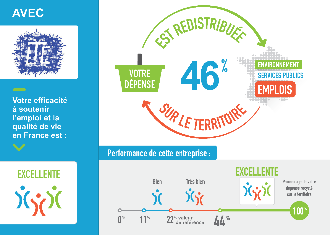 AVEC
ETE
Votre efficacité
à soutenir
l'emploi et la
qualité de vie
en France est :
EXCELLENTE
EST REDISTRIBUÉE
VOTRE
DÉPENSE
46%
ENVIRONNEMENT
SERVICES PUBLICS
EMPLOIS
SUR LE TERRITOIRE
Performance de cette entreprise :
Bien
Très bien
EXCELLENTE
0%
11%
22%
44%
100%